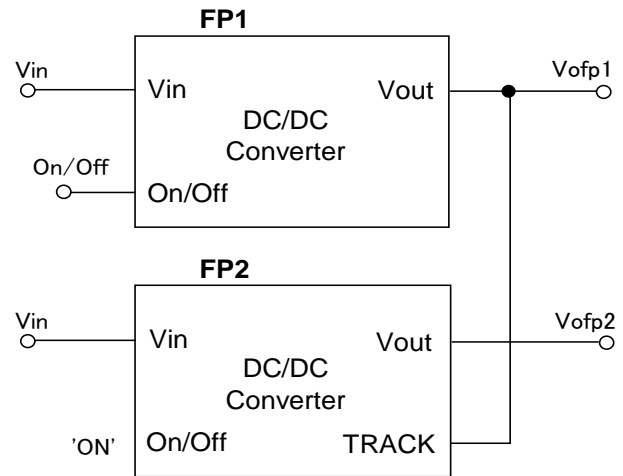 FP1
Vin
Vin
Vout
Vofp1
DC/DC
Converter
On/Off
On/Off
FP2
Vin
Vin
Vout
Vofp2
DC/DC
Converter
'ON'
On/Off
TRACK